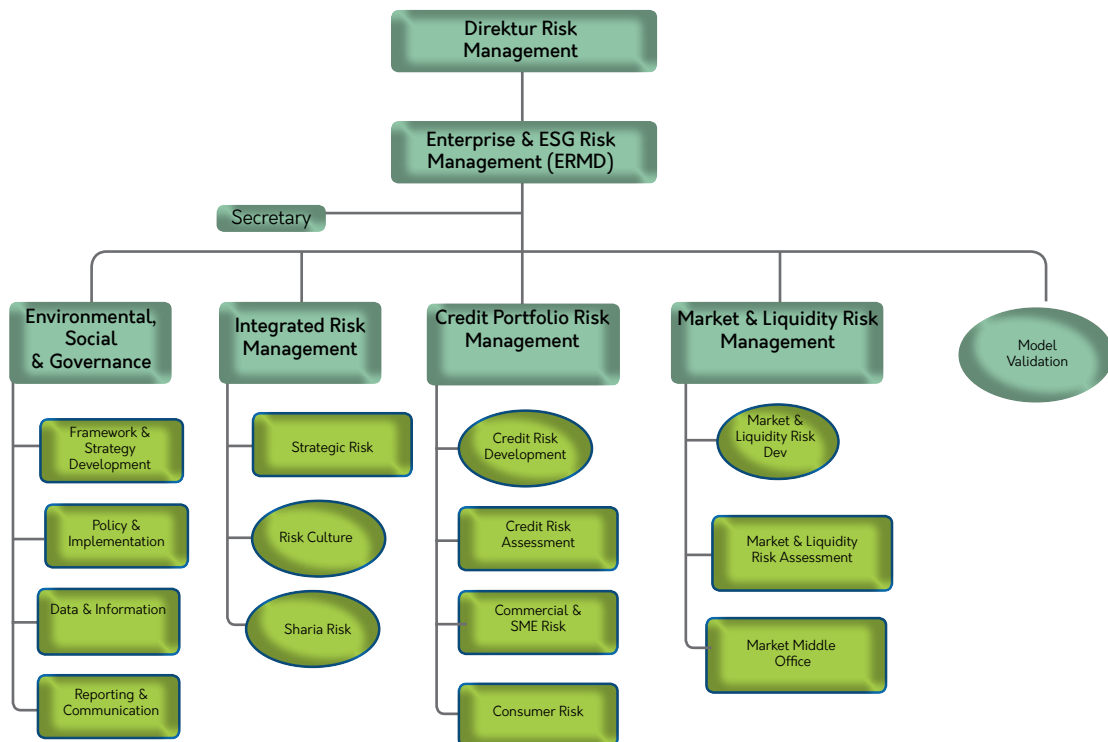 Direktur Risk
Management
Enterprise & ESG Risk
Management (ERMD)
Secretary
Environmental,
Social
& Governance
Integrated Risk
Management
Credit Portfolio Risk
Management
Market & Liquidity Risk
Management
Model
Validation
Framework &
Strategy
Development
Policy &
Implementation
Data & Information
Reporting &
Communication
Strategic Risk
Risk Culture
Sharia Risk
Credit Risk
Development
Credit Risk
Assessment
Commercial &
SME Risk
Consumer Risk
Market &
Liquidity Risk
Dev
Market & Liquidity
Risk Assessment
Market Middle
Office